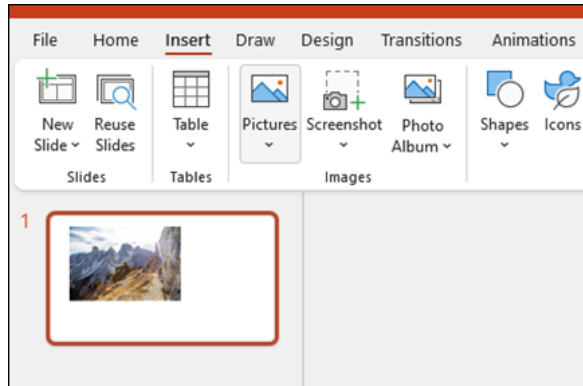 File Home Insert Draw Design Transitions Animations
New Slide Reuse Slides Table Pictures Screenshot Photo Album Shapes Icons
Slides Tables Images
1